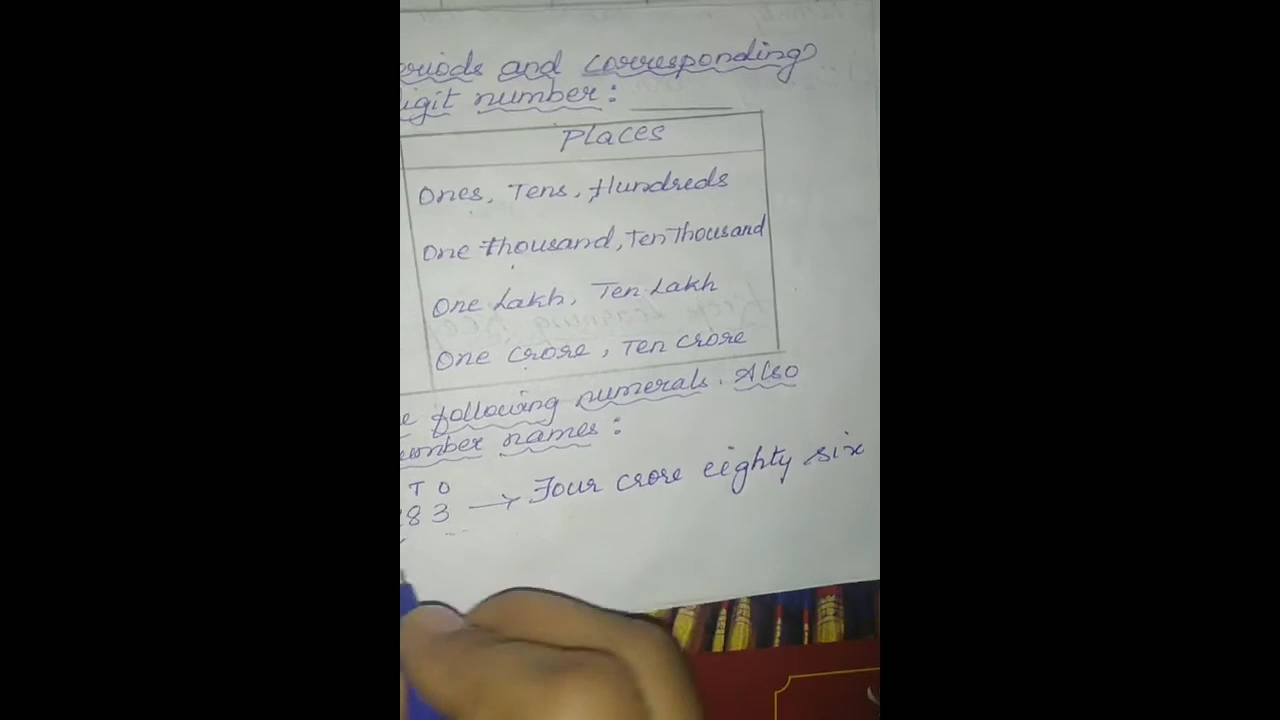 eriods and corresponding
igit number:
Places
Ones, Tens, Hundreds
One thousand, Ten Thousand
One Lakh, Ten Lakh
One crore, Ten crore
e following numerals. Also
umber names:
T O
83 → Four crore eighty six